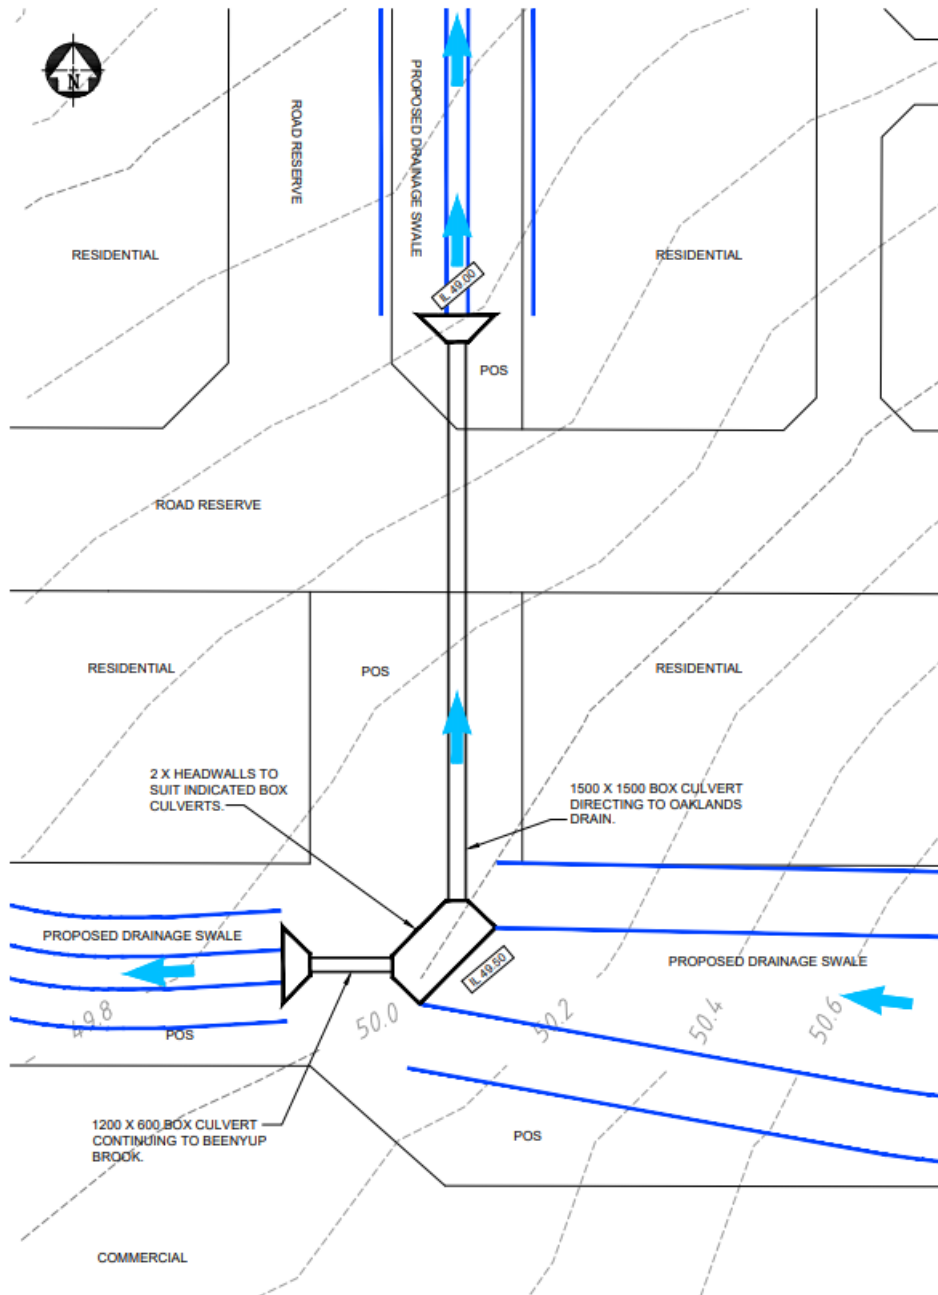 N
ROAD RESERVE
PROPOSED DRAINAGE SWALE
RESIDENTIAL
RESIDENTIAL
IL 49.00
POS
ROAD RESERVE
RESIDENTIAL
POS
RESIDENTIAL
2 X HEADWALLS TO
SUIT INDICATED BOX
CULVERTS.
1500 X 1500 BOX CULVERT
DIRECTING TO OAKLANDS
DRAIN.
PROPOSED DRAINAGE SWALE
PROPOSED DRAINAGE SWALE
IL 49.50
49.8
50.0
50.2
50.4
50.6
POS
1200 X 600 BOX CULVERT
CONTINUING TO BEENYUP
BROOK.
POS
COMMERCIAL